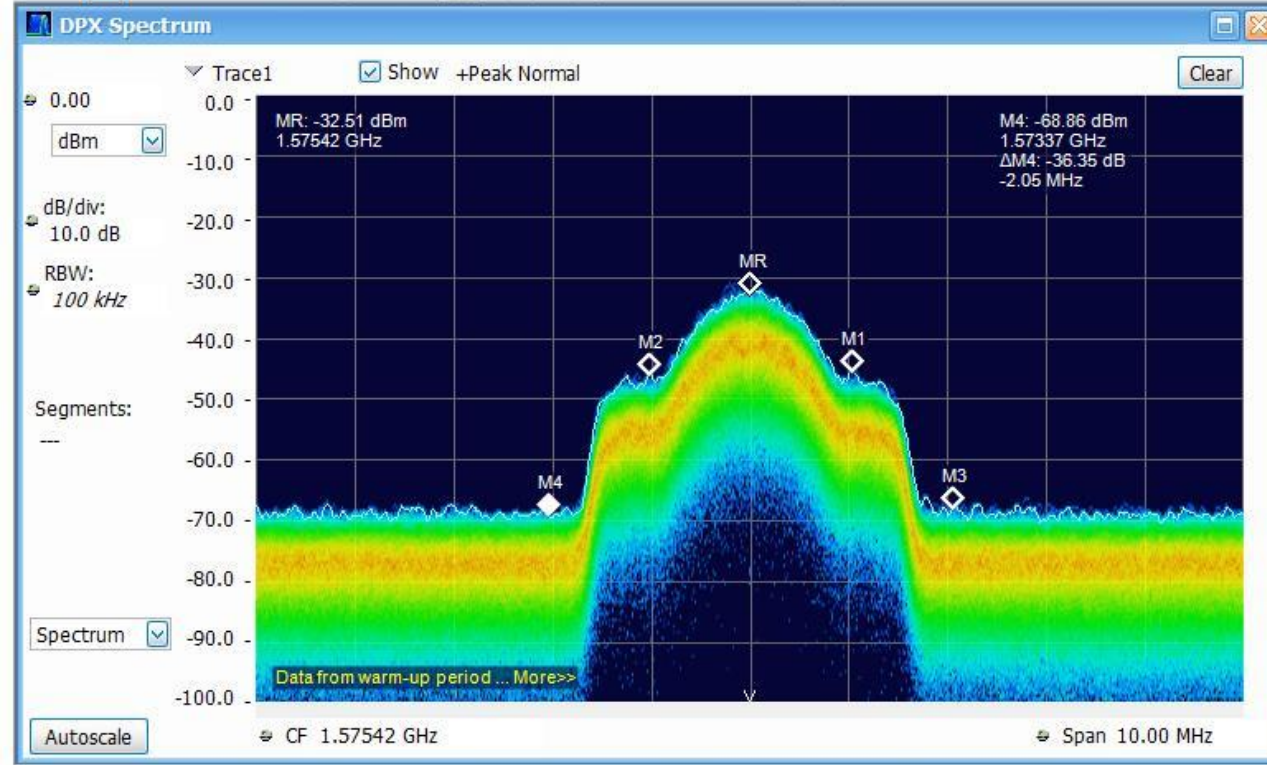 DPX Spectrum
Trace1 Show +Peak Normal Clear
0.00
dBm
dB/div:
10.0 dB
RBW:
100 kHz
Segments:
---
Spectrum
Autoscale
0.0
-10.0
-20.0
-30.0
-40.0
-50.0
-60.0
-70.0
-80.0
-90.0
-100.0
MR: -32.51 dBm
1.57542 GHz
M4: -68.86 dBm
1.57337 GHz
ΔM4: -36.35 dB
-2.05 MHz
MR
M2
M1
M4
M3
Data from warm-up period ... More>>
CF 1.57542 GHz
Span 10.00 MHz